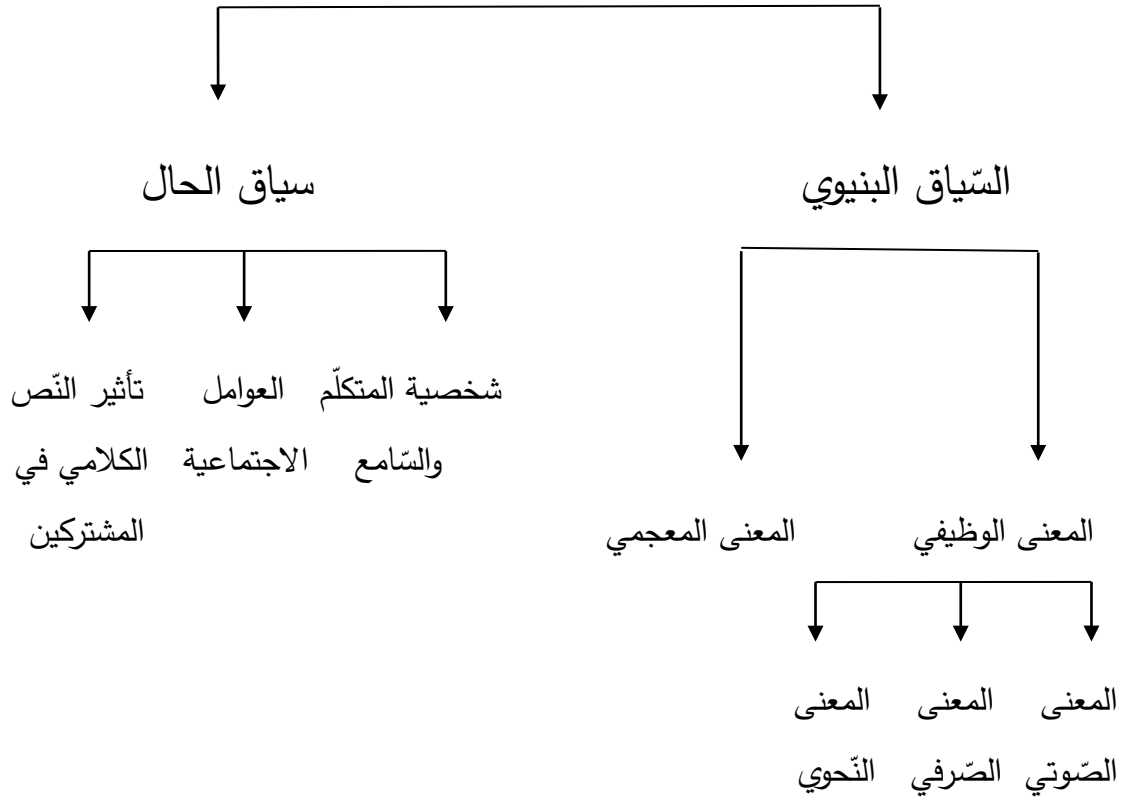 السّياق البنيوي
سياق الحال
شخصية المتكلّم
والسّامع
العوامل
الاجتماعية
تأثير النّص
الكلامي في
المشتركين
المعنى الوظيفي
المعنى المعجمي
المعنى
الصّوتي
المعنى
الصّرفي
المعنى
النّحوي